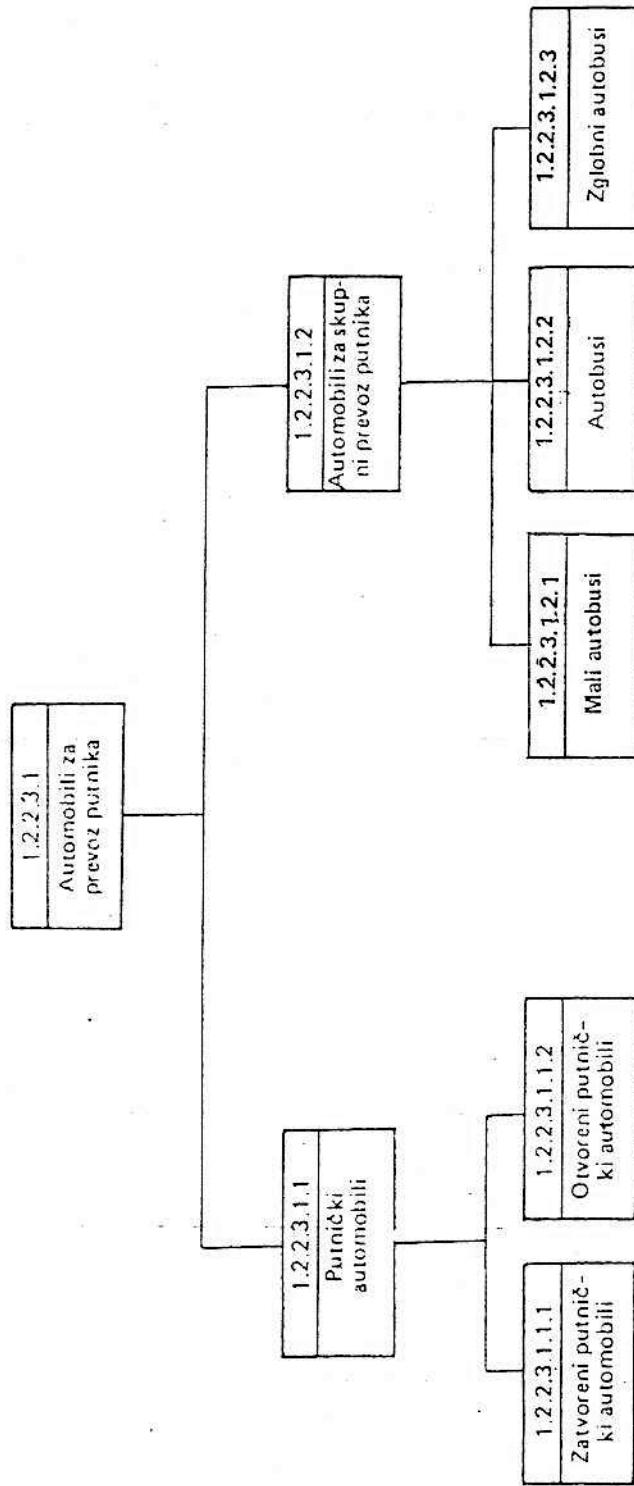 1.2.2.3.1
Automobili za
prevoz putnika
1.2.2.3.1.1
Putnički
automobili
1.2.2.3.1.2
Automobili za skup-
ni prevoz putnika
1.2.2.3.1.1.1
Zatvoreni putnič-
ki automobili
1.2.2.3.1.1.2
Otvoreni putnič-
ki automobili
1.2.2.3.1.2.1
Mali autobusi
1.2.2.3.1.2.2
Autobusi
1.2.2.3.1.2.3
Zglobni autobusi